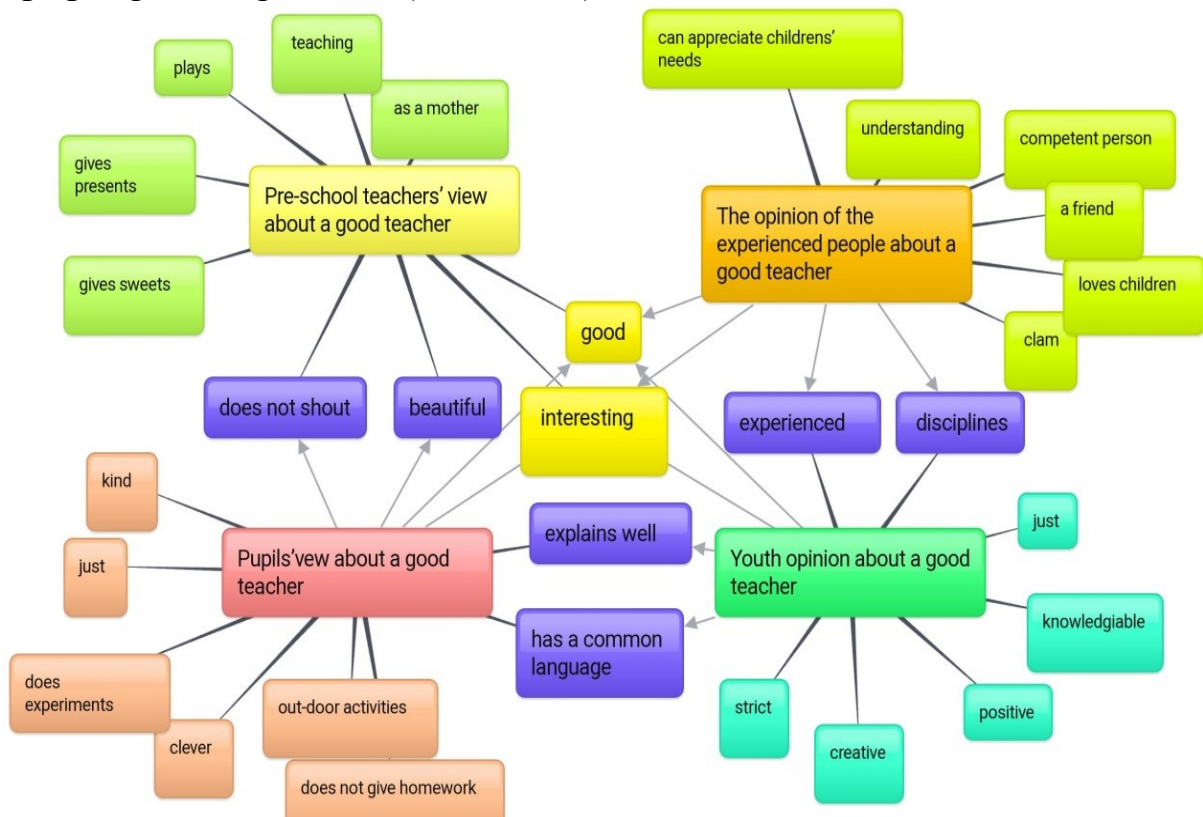 teaching
can appreciate childrens'
needs
plays
as a mother
understanding
competent person
gives
presents
Pre-school teachers' view
about a good teacher
The opinion of the
experienced people about a
good teacher
a friend
gives sweets
loves children
good
clam
does not shout
beautiful
interesting
experienced
disciplines
kind
explains well
just
Pupils'vew about a good
teacher
Youth opinion about a good
teacher
just
has a common
language
knowledgiable
does
experiments
out-door activities
strict
positive
clever
creative
does not give homework